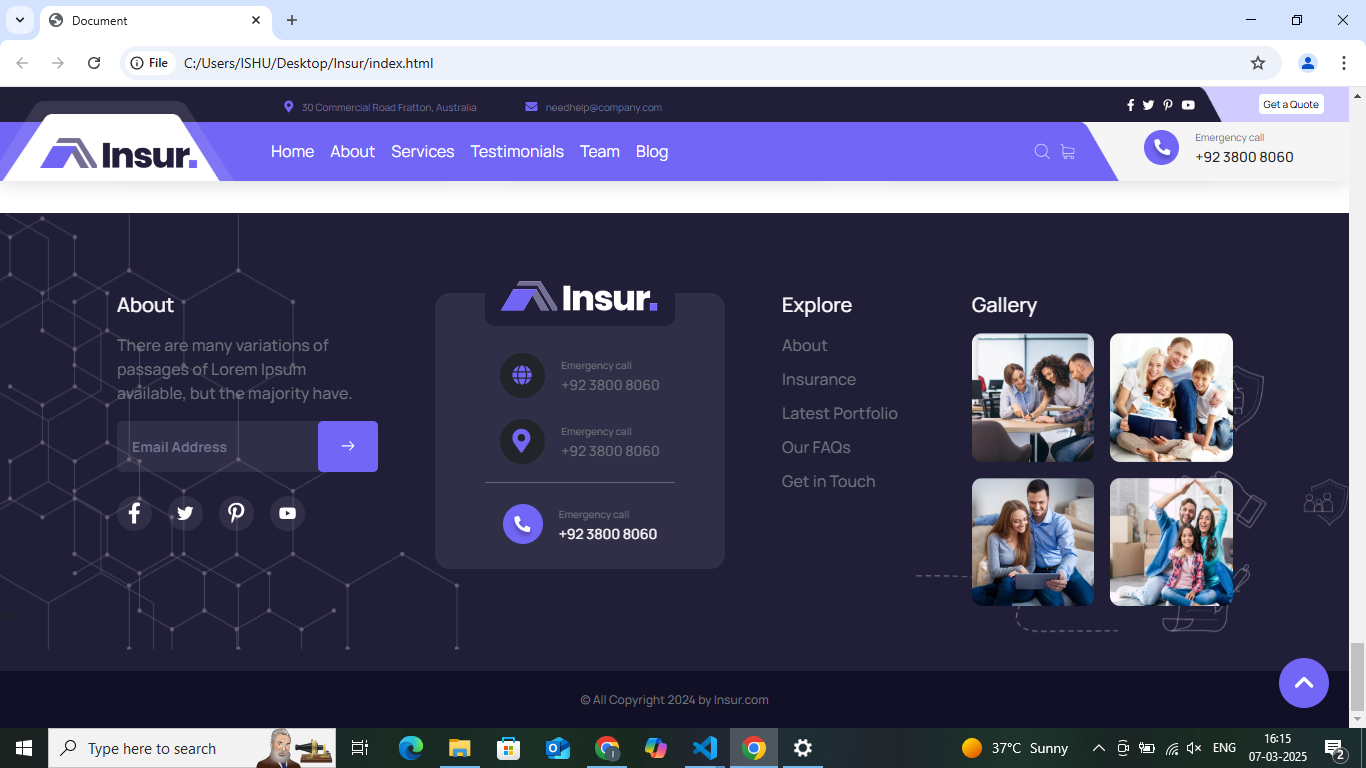 Document
File
C:/Users/ISHU/Desktop/Insur/index.html
30 Commercial Road Fratton, Australia
needhelp@company.com
Get a Quote
Insur.
Home
About
Services
Testimonials
Team
Blog
Emergency call
+92 3800 8060
About
There are many variations of
passages of Lorem Ipsum
available, but the majority have.
Email Address
Insur.
Emergency call
+92 3800 8060
Emergency call
+92 3800 8060
Emergency call
+92 3800 8060
Explore
About
Insurance
Latest Portfolio
Our FAQs
Get in Touch
Gallery
© All Copyright 2024 by Insur.com
Type here to search
37°C Sunny
ENG
16:15
07-03-2025
2